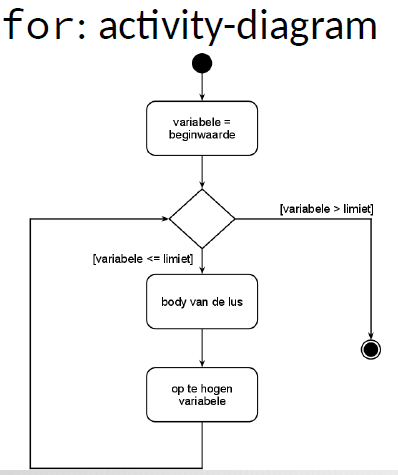 for: activity-diagram
variabele =
beginwaarde
[variabele > limiet]
[variabele <= limiet]
body van de lus
op te hogen
variabele